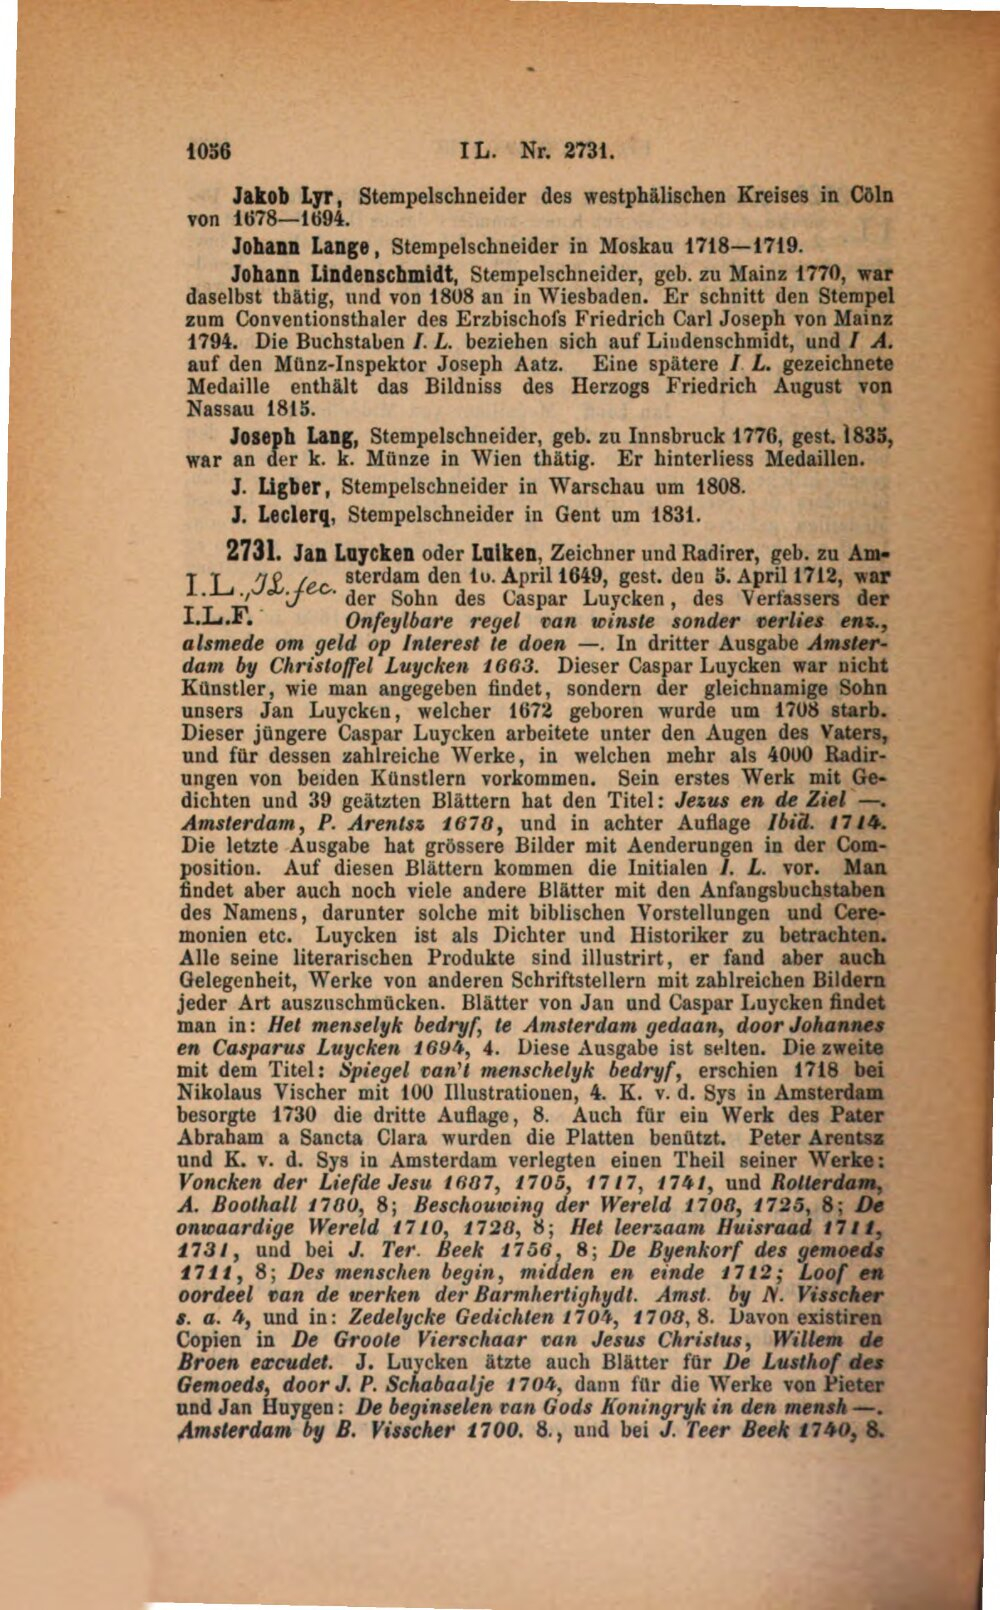 1056 IL. Nr. 2731.
Jakob Lyr, Stempelschneider des westphälischen Kreises in Cöln
von 1678—1694.
Johann Lange, Stempelschneider in Moskau 1718—1719.
Johann Lindenschmidt, Stempelschneider, geb. zu Mainz 1770, war
daselbst thätig, und von 1808 an in Wiesbaden. Er schnitt den Stempel
zum Conventionsthaler des Erzbischofs Friedrich Carl Joseph von Mainz
1794. Die Buchstaben I. L. beziehen sich auf Lindenschmidt, und I A.
auf den Münz-Inspektor Joseph Aatz. Eine spätere I L. gezeichnete
Medaille enthält das Bildniss des Herzogs Friedrich August von
Nassau 1815.
Joseph Lang, Stempelschneider, geb. zu Innsbruck 1776, gest. 1835,
war an der k. k. Münze in Wien thätig. Er hinterliess Medaillen.
J. Ligber, Stempelschneider in Warschau um 1808.
J. Leclerq, Stempelschneider in Gent um 1831.
2731. Jan Luycken oder Luiken, Zeichner und Radirer, geb. zu Am-
I.L., JL.fec. sterdam den 10. April 1649, gest. den 5. April 1712, war
der Sohn des Caspar Luycken, des Verfassers der
I.L.F. Onfeylbare regel van winste sonder verlies enz.,
alsmede om geld op Interest te doen —. In dritter Ausgabe Amster-
dam by Christoffel Luycken 1663. Dieser Caspar Luycken war nicht
Künstler, wie man angegeben findet, sondern der gleichnamige Sohn
unsers Jan Luycken, welcher 1672 geboren wurde um 1708 starb.
Dieser jüngere Caspar Luycken arbeitete unter den Augen des Vaters,
und für dessen zahlreiche Werke, in welchen mehr als 4000 Radir-
ungen von beiden Künstlern vorkommen. Sein erstes Werk mit Ge-
dichten und 39 geätzten Blättern hat den Titel: Jezus en de Ziel —.
Amsterdam, P. Arentsz 1678, und in achter Auflage Ibid. 1714.
Die letzte Ausgabe hat grössere Bilder mit Aenderungen in der Com-
position. Auf diesen Blättern kommen die Initialen I. L. vor. Man
findet aber auch noch viele andere Blätter mit den Anfangsbuchstaben
des Namens, darunter solche mit biblischen Vorstellungen und Cere-
monien etc. Luycken ist als Dichter und Historiker zu betrachten.
Alle seine literarischen Produkte sind illustrirt, er fand aber auch
Gelegenheit, Werke von anderen Schriftstellern mit zahlreichen Bildern
jeder Art auszuschmücken. Blätter von Jan und Caspar Luycken findet
man in: Het menselyk bedryf, te Amsterdam gedaan, door Johannes
en Casparus Luycken 1694, 4. Diese Ausgabe ist selten. Die zweite
mit dem Titel: Spiegel van't menschelyk bedryf, erschien 1718 bei
Nikolaus Vischer mit 100 Illustrationen, 4. K. v. d. Sys in Amsterdam
besorgte 1730 die dritte Auflage, 8. Auch für ein Werk des Pater
Abraham a Sancta Clara wurden die Platten benützt. Peter Arentsz
und K. v. d. Sys in Amsterdam verlegten einen Theil seiner Werke:
Voncken der Liefde Jesu 1687, 1705, 1717, 1741, und Rotterdam,
A. Boothall 1780, 8; Beschouwing der Wereld 1708, 1725, 8; De
onwaardige Wereld 1710, 1728, 8; Het leerzaam Huisraad 1711,
1731, und bei J. Ter. Beek 1756, 8; De Byenkorf des gemoeds
1711, 8; Des menschen begin, midden en einde 1712; Loof en
oordeel van de werken der Barmhertighydt. Amst. by N. Visscher
s. a. 4, und in: Zedelycke Gedichten 1704, 1708, 8. Davon existiren
Copien in De Groote Vierschaar van Jesus Christus, Willem de
Broen excudet. J. Luycken ätzte auch Blätter für De Lusthof des
Gemoeds, door J. P. Schabaalje 1704, dann für die Werke von Pieter
und Jan Huygen: De beginselen van Gods Koningryk in den mensh —.
Amsterdam by B. Visscher 1700. 8., und bei J. Teer Beek 1740, 8.